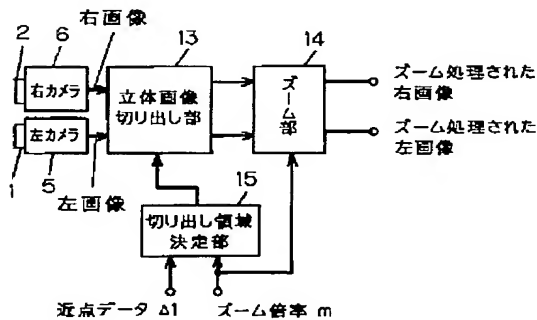 右画像
2
6
13
14
右カメラ
立体画像
切り出し部
ズーム部
ズーム処理された
右画像
左カメラ
ズーム処理された
左画像
1
5
左画像
15
切り出し領域
決定部
近点データ Δ1
ズーム倍率 m